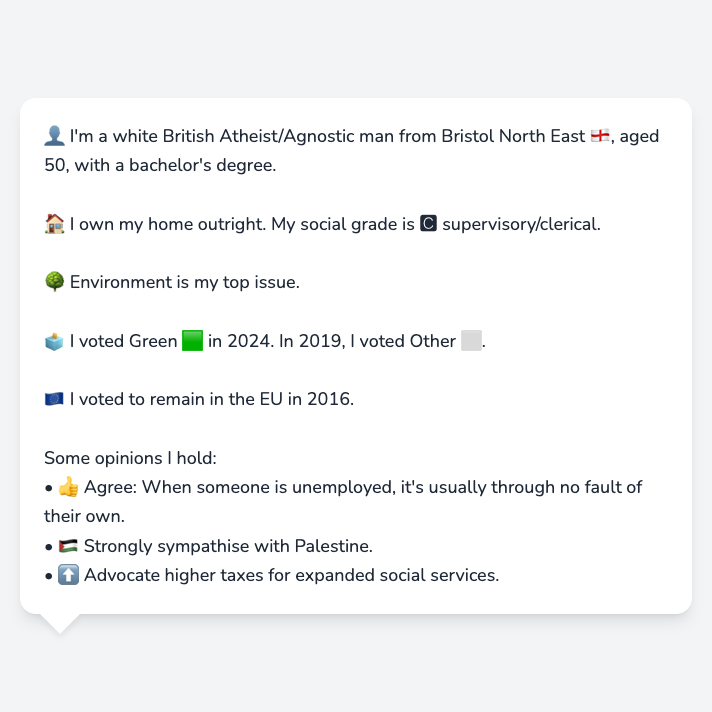 👤 I'm a white British Atheist/Agnostic man from Bristol North East 🏴󠁧󠁢󠁥󠁮󠁧󠁿, aged
50, with a bachelor's degree.
🏠 I own my home outright. My social grade is 🅲 supervisory/clerical.
🌳 Environment is my top issue.
🗳️ I voted Green 🟩 in 2024. In 2019, I voted Other ⬜.
🇪🇺 I voted to remain in the EU in 2016.
Some opinions I hold:
• 👍 Agree: When someone is unemployed, it's usually through no fault of
their own.
• 🇵🇸 Strongly sympathise with Palestine.
• ⬆️ Advocate higher taxes for expanded social services.